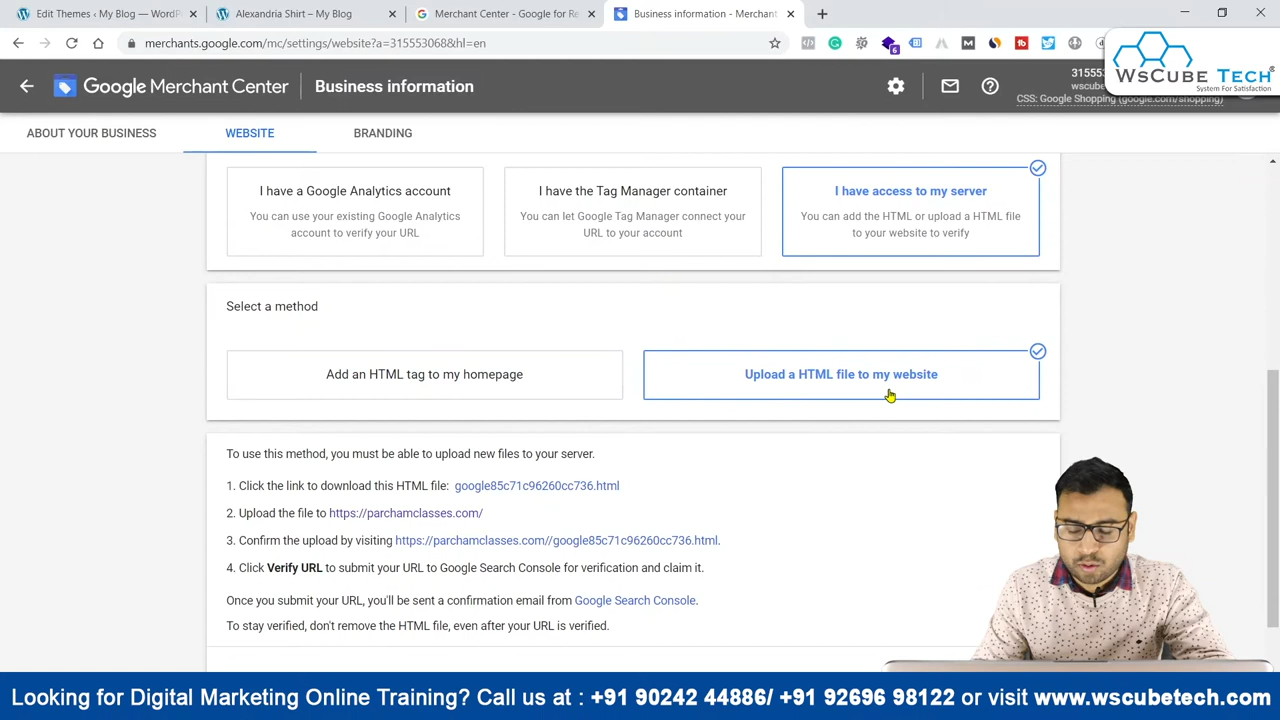 Edit Themes ‹ My Blog — WordP
Alexandria Shirt – My Blog
Merchant Center - Google for Re
Business information - Merchant
merchants.google.com/mc/settings/website?a=315553068&hl=en
6
Google Merchant Center
Business information
31555
wscube
CSS: Google Shopping (google.com/shopping)
WsCube Tech®
System For Satisfaction
ABOUT YOUR BUSINESS
WEBSITE
BRANDING
I have a Google Analytics account
You can use your existing Google Analytics
account to verify your URL
I have the Tag Manager container
You can let Google Tag Manager connect your
URL to your account
I have access to my server
You can add the HTML or upload a HTML file
to your website to verify
Select a method
Add an HTML tag to my homepage
Upload a HTML file to my website
To use this method, you must be able to upload new files to your server.
1. Click the link to download this HTML file: google85c71c96260cc736.html
2. Upload the file to https://parchamclasses.com/
3. Confirm the upload by visiting https://parchamclasses.com//google85c71c96260cc736.html.
4. Click Verify URL to submit your URL to Google Search Console for verification and claim it.
Once you submit your URL, you'll be sent a confirmation email from Google Search Console.
To stay verified, don't remove the HTML file, even after your URL is verified.
Looking for Digital Marketing Online Training? Call us at : +91 90242 44886/ +91 92696 98122 or visit www.wscubetech.com